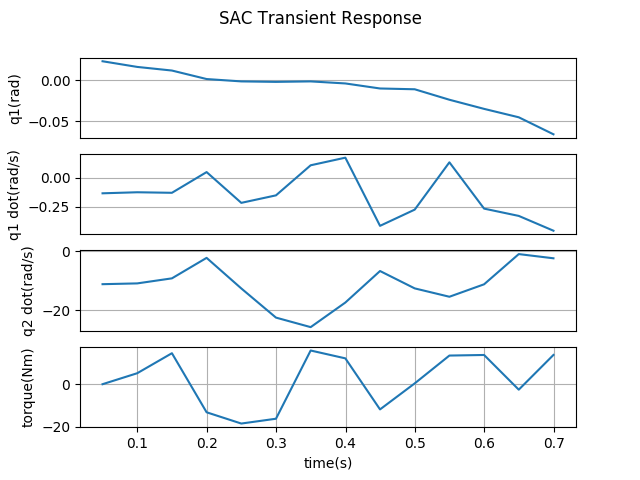 SAC Transient Response
q1(rad)
0.00
−0.05
q1 dot(rad/s)
0.00
−0.25
q2 dot(rad/s)
0
−20
torque(Nm)
0
−20
0.1 0.2 0.3 0.4 0.5 0.6 0.7
time(s)